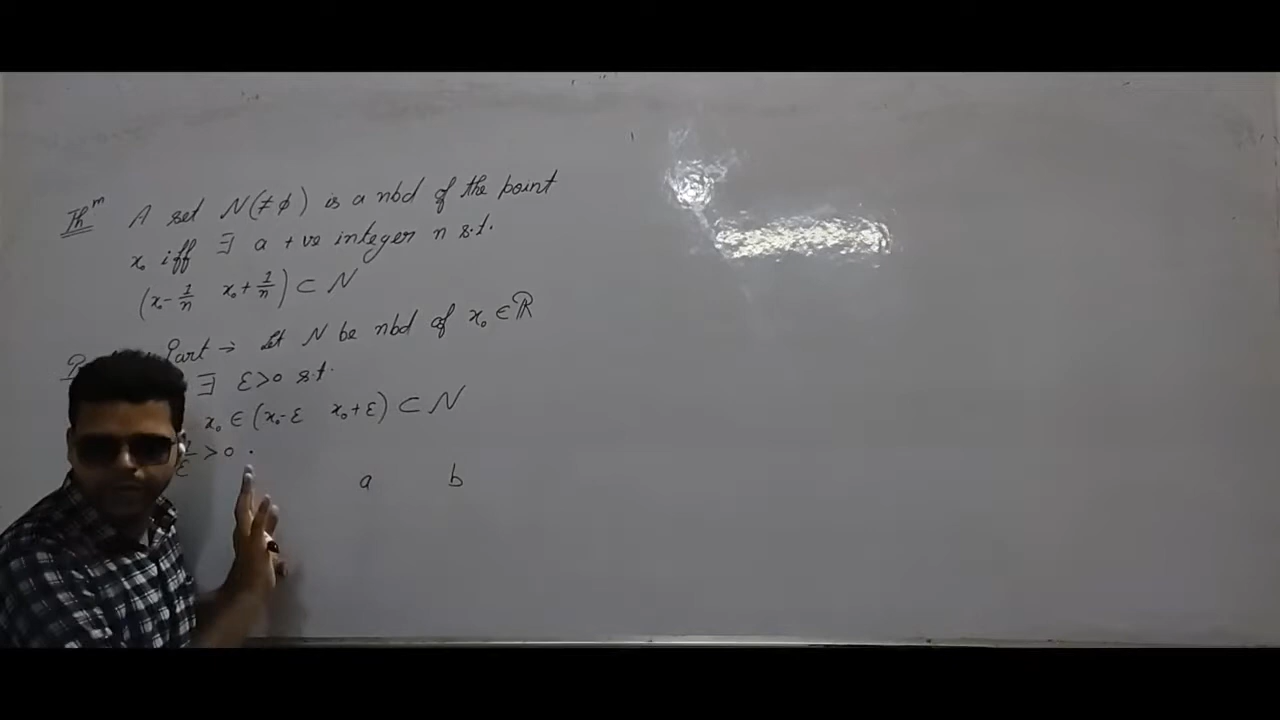 Th^m A set N(≠φ) is a nbd of the point
x₀ iff ∃ a +ve integer n s.t.
(x₀-1/n x₀+1/n) ⊂ N
Part → Let N be nbd of x₀ ∈ ℝ
∃ ε>0 s.t.
x₀ ∈ (x₀-ε x₀+ε) ⊂ N
1/ε > 0 .
a b